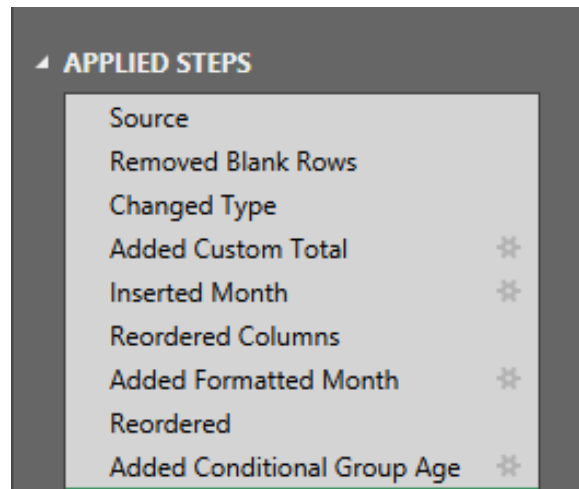 APPLIED STEPS
Source
Removed Blank Rows
Changed Type
Added Custom Total
Inserted Month
Reordered Columns
Added Formatted Month
Reordered
Added Conditional Group Age